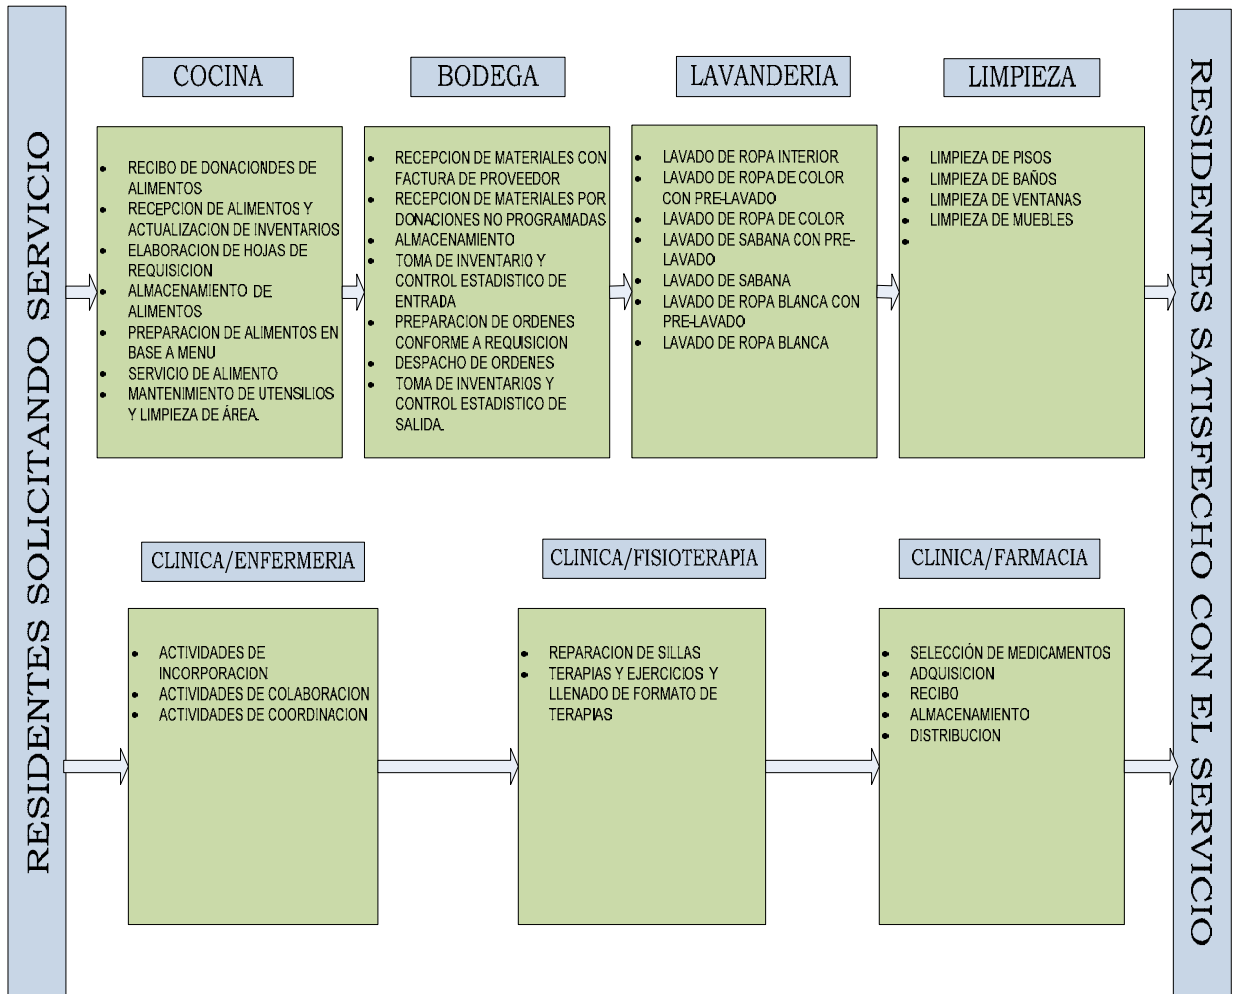 RESIDENTES SOLICITANDO SERVICIO
COCINA
• RECIBO DE DONACIONDES DE
ALIMENTOS
• RECEPCION DE ALIMENTOS Y
ACTUALIZACION DE INVENTARIOS
• ELABORACION DE HOJAS DE
REQUISICION
• ALMACENAMIENTO DE
ALIMENTOS
• PREPARACION DE ALIMENTOS EN
BASE A MENU
• SERVICIO DE ALIMENTO
• MANTENIMIENTO DE UTENSILIOS
Y LIMPIEZA DE ÁREA.
BODEGA
• RECEPCION DE MATERIALES CON
FACTURA DE PROVEEDOR
• RECEPCION DE MATERIALES POR
DONACIONES NO PROGRAMADAS
• ALMACENAMIENTO
• TOMA DE INVENTARIO Y
CONTROL ESTADISTICO DE
ENTRADA
• PREPARACION DE ORDENES
CONFORME A REQUISICION
• DESPACHO DE ORDENES
• TOMA DE INVENTARIOS Y
CONTROL ESTADISTICO DE
SALIDA.
LAVANDERIA
• LAVADO DE ROPA INTERIOR
• LAVADO DE ROPA DE COLOR
CON PRE-LAVADO
• LAVADO DE ROPA DE COLOR
• LAVADO DE SABANA CON PRE-
LAVADO
• LAVADO DE SABANA
• LAVADO DE ROPA BLANCA CON
PRE-LAVADO
• LAVADO DE ROPA BLANCA
LIMPIEZA
• LIMPIEZA DE PISOS
• LIMPIEZA DE BAÑOS
• LIMPIEZA DE VENTANAS
• LIMPIEZA DE MUEBLES
•
CLINICA/ENFERMERIA
• ACTIVIDADES DE
INCORPORACION
• ACTIVIDADES DE COLABORACION
• ACTIVIDADES DE COORDINACION
CLINICA/FISIOTERAPIA
• REPARACION DE SILLAS
• TERAPIAS Y EJERCICIOS Y
LLENADO DE FORMATO DE
TERAPIAS
CLINICA/FARMACIA
• SELECCIÓN DE MEDICAMENTOS
• ADQUISICION
• RECIBO
• ALMACENAMIENTO
• DISTRIBUCION
RESIDENTES SATISFECHO CON EL SERVICIO